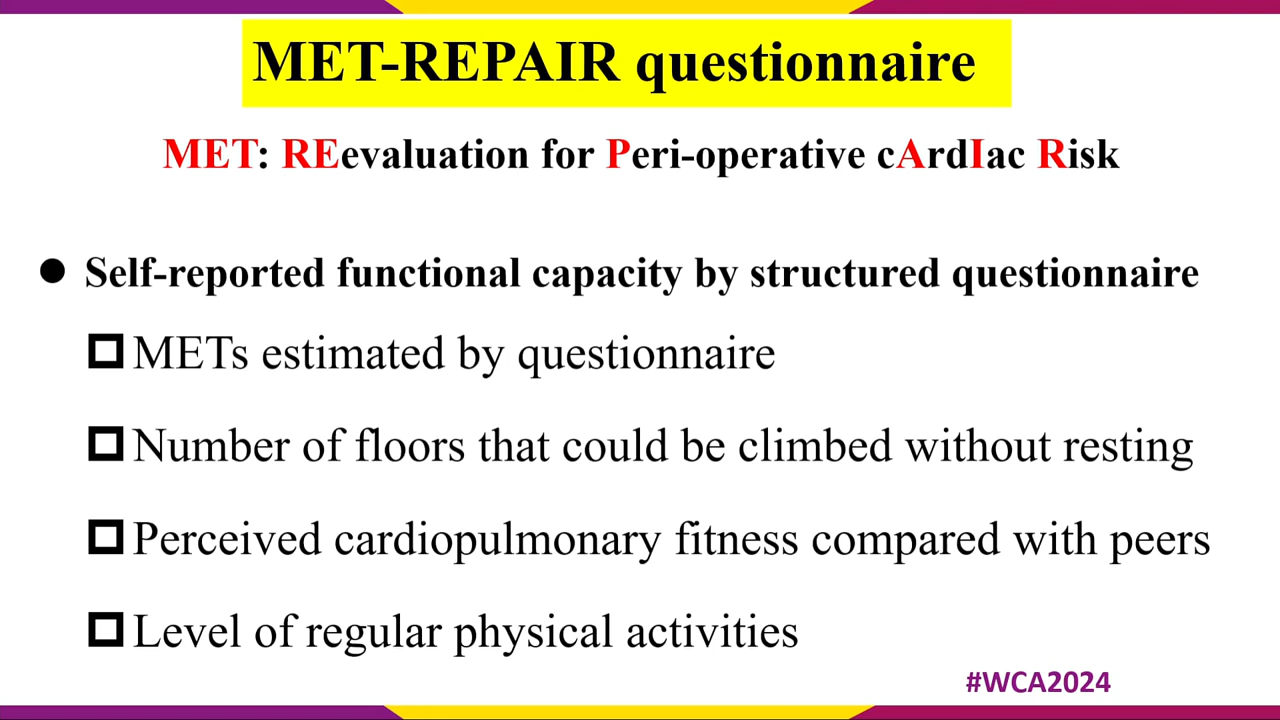 MET-REPAIR questionnaire
MET: REevaluation for Peri-operative cArdIac Risk
● Self-reported functional capacity by structured questionnaire
METs estimated by questionnaire
Number of floors that could be climbed without resting
Perceived cardiopulmonary fitness compared with peers
Level of regular physical activities
#WCA2024